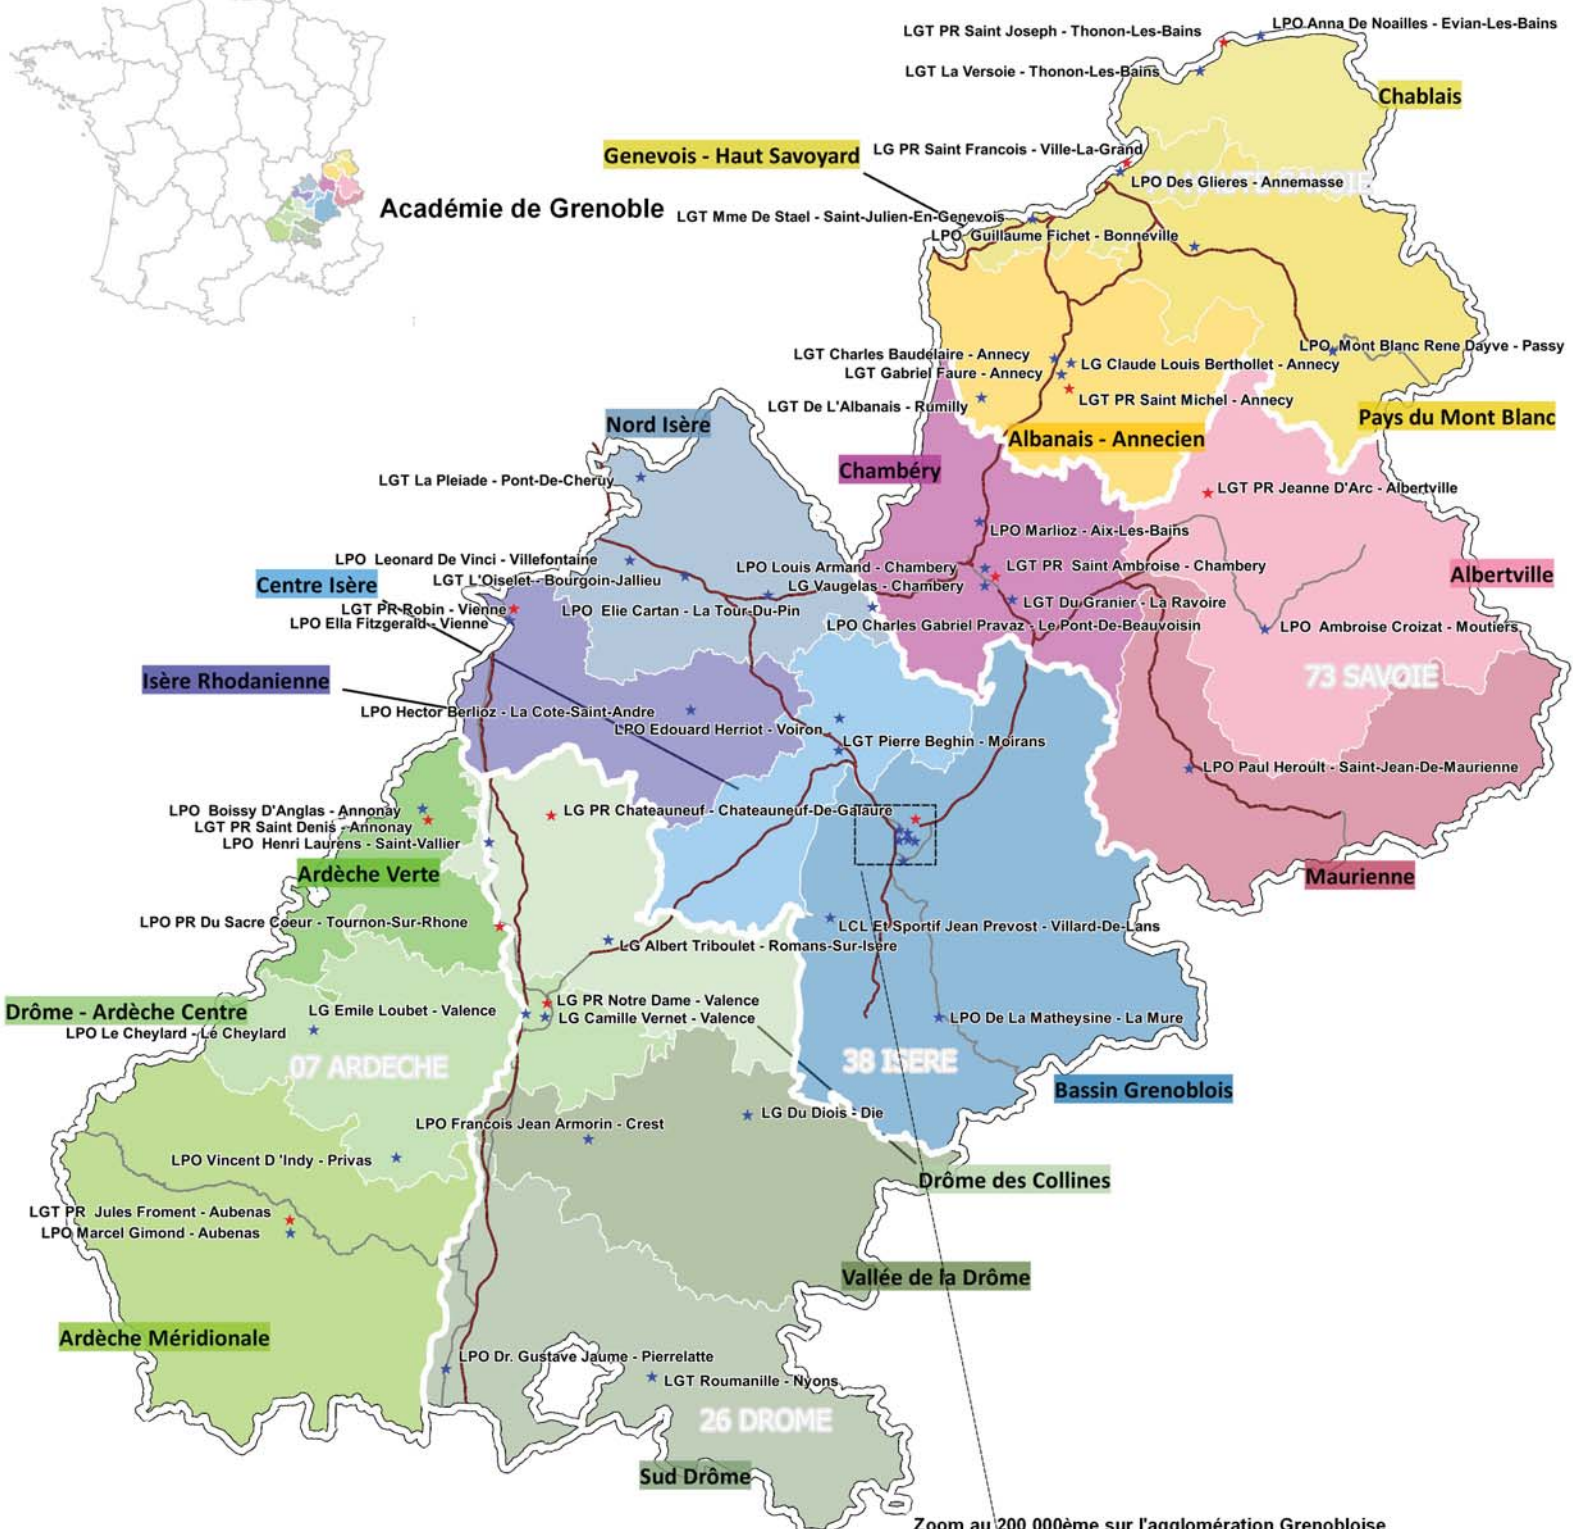 LGT PR Saint Joseph - Thonon-Les-Bains
LPO Anna De Noailles - Evian-Les-Bains
LGT La Versoie - Thonon-Les-Bains
Chablais
Genevois - Haut Savoyard
LG PR Saint Francois - Ville-La-Grand
LPO Des Glieres - Annemasse
74 HAUTE SAVOIE
Académie de Grenoble
LGT Mme De Stael - Saint-Julien-En-Genevois
LPO Guillaume Fichet - Bonneville
LPO Mont Blanc Rene Dayve - Passy
LGT Charles Baudelaire - Annecy
LG Claude Louis Berthollet - Annecy
LGT Gabriel Faure - Annecy
LGT PR Saint Michel - Annecy
LGT De L'Albanais - Rumilly
Pays du Mont Blanc
Nord Isère
Albanais - Annecien
Chambéry
LGT La Pleiade - Pont-De-Cheruy
LGT PR Jeanne D'Arc - Albertville
LPO Marlioz - Aix-Les-Bains
LPO Leonard De Vinci - Villefontaine
LPO Louis Armand - Chambery
LGT PR Saint Ambroise - Chambery
Albertville
Centre Isère
LGT L'Oiselet - Bourgoin-Jallieu
LG Vaugelas - Chambery
LGT PR Robin - Vienne
LPO Elie Cartan - La Tour-Du-Pin
LGT Du Granier - La Ravoire
LPO Ella Fitzgerald - Vienne
LPO Charles Gabriel Pravaz - Le Pont-De-Beauvoisin
LPO Ambroise Croizat - Moutiers
Isère Rhodanienne
73 SAVOIE
LPO Hector Berlioz - La Cote-Saint-Andre
LPO Edouard Herriot - Voiron
LGT Pierre Beghin - Moirans
LPO Paul Heroult - Saint-Jean-De-Maurienne
LPO Boissy D'Anglas - Annonay
LG PR Chateauneuf - Chateauneuf-De-Galaure
LGT PR Saint Denis - Annonay
LPO Henri Laurens - Saint-Vallier
Ardèche Verte
Maurienne
LPO PR Du Sacre Coeur - Tournon-Sur-Rhone
LCL Et Sportif Jean Prevost - Villard-De-Lans
LG Albert Triboulet - Romans-Sur-Isere
Drôme - Ardèche Centre
LG Emile Loubet - Valence
LG PR Notre Dame - Valence
LG Camille Vernet - Valence
LPO De La Matheysine - La Mure
LPO Le Cheylard - Le Cheylard
07 ARDECHE
38 ISERE
Bassin Grenoblois
LPO Francois Jean Armorin - Crest
LG Du Diois - Die
LPO Vincent D 'Indy - Privas
Drôme des Collines
LGT PR Jules Froment - Aubenas
LPO Marcel Gimond - Aubenas
Vallée de la Drôme
Ardèche Méridionale
LPO Dr. Gustave Jaume - Pierrelatte
LGT Roumanille - Nyons
26 DROME
Sud Drôme
Zoom au 200 000ème sur l'agglomération Grenobloise